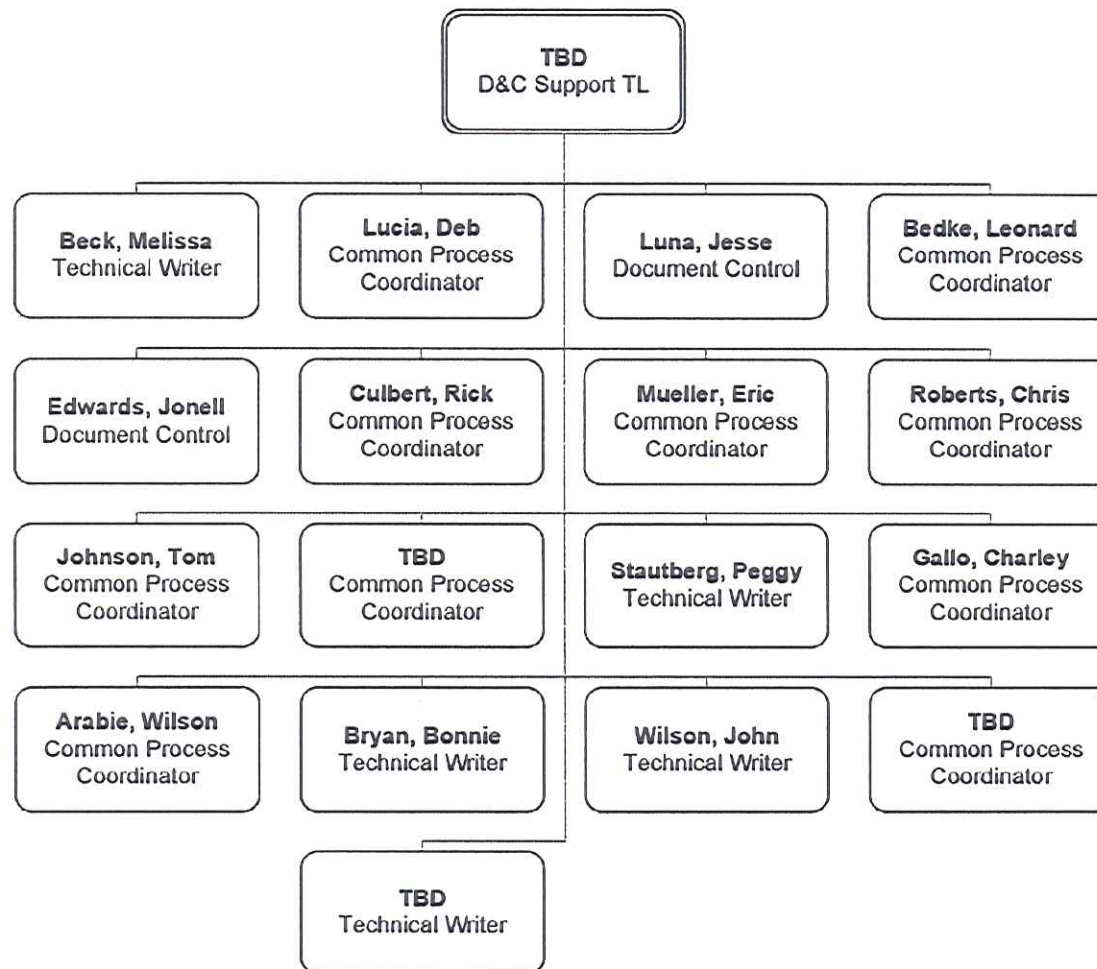 TBD
D&C Support TL
Beck, Melissa
Technical Writer
Lucia, Deb
Common Process
Coordinator
Luna, Jesse
Document Control
Bedke, Leonard
Common Process
Coordinator
Edwards, Jonell
Document Control
Culbert, Rick
Common Process
Coordinator
Mueller, Eric
Common Process
Coordinator
Roberts, Chris
Common Process
Coordinator
Johnson, Tom
Common Process
Coordinator
TBD
Common Process
Coordinator
Stautberg, Peggy
Technical Writer
Gallo, Charley
Common Process
Coordinator
Arabie, Wilson
Common Process
Coordinator
Bryan, Bonnie
Technical Writer
Wilson, John
Technical Writer
TBD
Common Process
Coordinator
TBD
Technical Writer